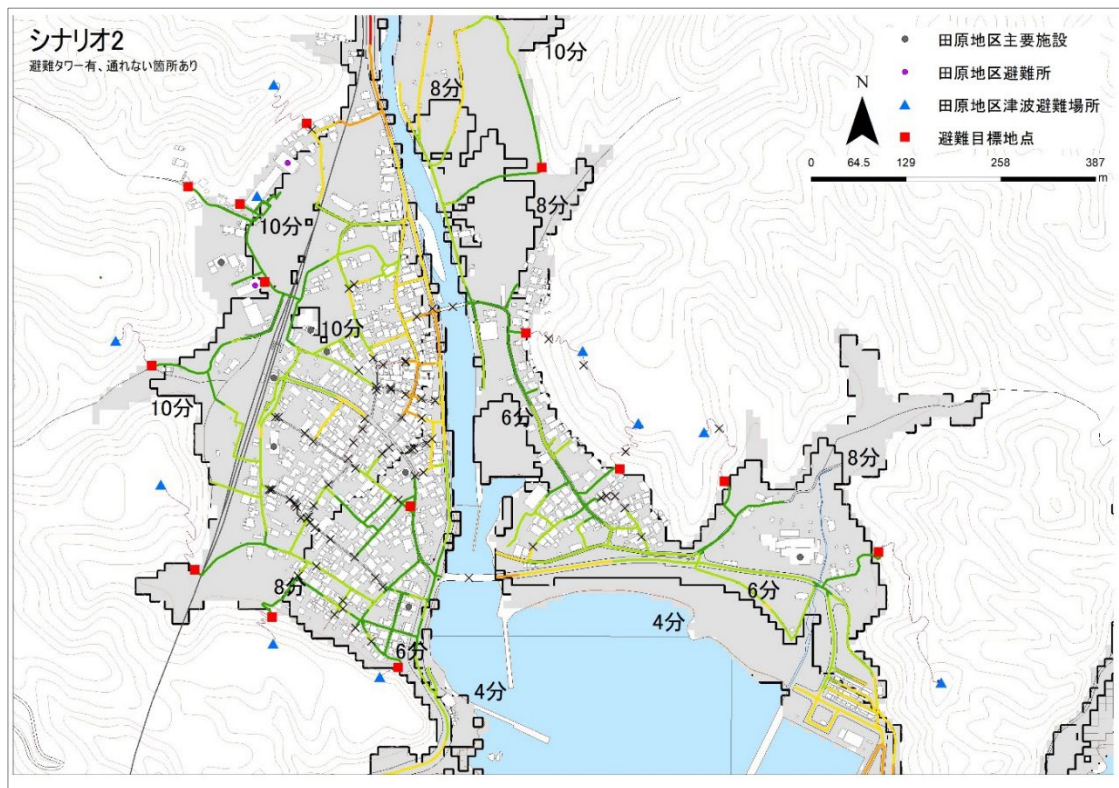 シナリオ2
避難タワー有、通れない箇所あり
田原地区主要施設
田原地区避難所
田原地区津波避難場所
避難目標地点
N
0 64.5 129 258 387
m
10分
8分
8分
10分
10分
10分
6分
8分
8分
6分
6分
4分
4分